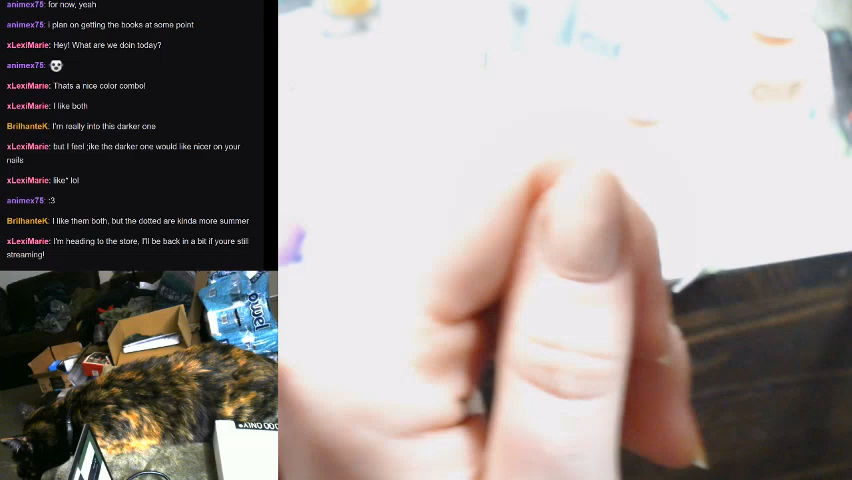 animex75: for now, yeah
animex75: i plan on getting the books at some point
xLexiMarie: Hey! What are we doin today?
animex75:
xLexiMarie: Thats a nice color combo!
xLexiMarie: I like both
BrilhanteK: I'm really into this darker one
xLexiMarie: but I feel ;ike the darker one would like nicer on your
nails
xLexiMarie: like* lol
animex75: :3
BrilhanteK: I like them both, but the dotted are kinda more summer
xLexiMarie: I'm heading to the store, I'll be back in a bit if youre still
streaming!